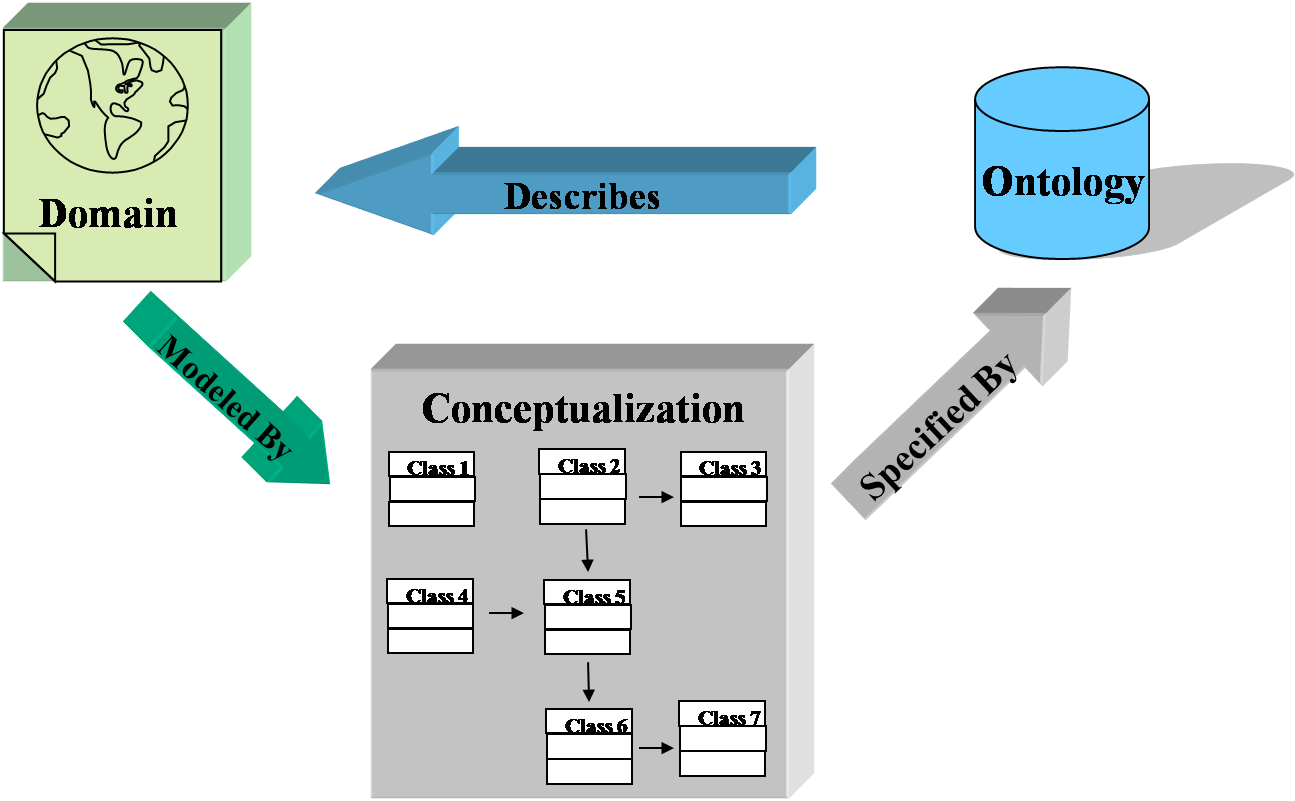 Domain
Describes
Ontology
Modeled By
Specified By
Conceptualization
Class 1
Class 2
Class 3
Class 4
Class 5
Class 6
Class 7